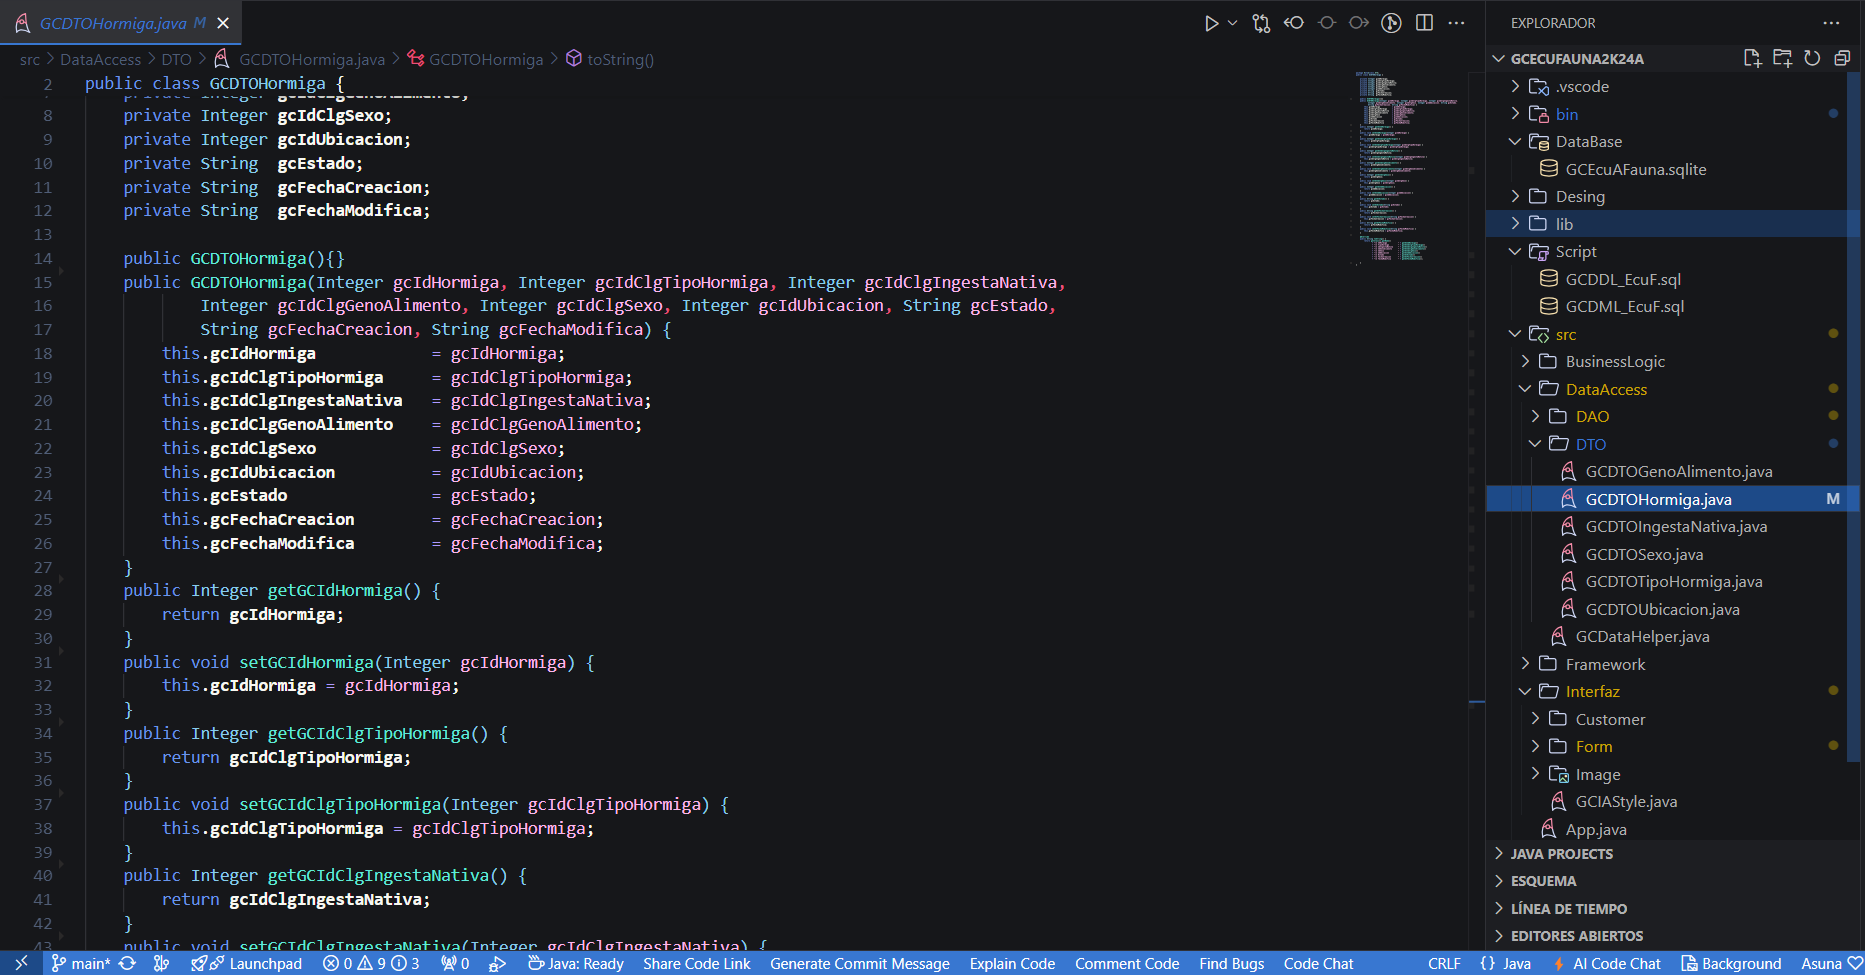 GCDTOHormiga.java M
src > DataAccess > DTO > GCDTOHormiga.java > GCDTOHormiga > toString()
2 public class GCDTOHormiga {
8 private Integer gcIdClgSexo;
9 private Integer gcIdUbicacion;
10 private String gcEstado;
11 private String gcFechaCreacion;
12 private String gcFechaModifica;
13
14 public GCDTOHormiga(){}
15 public GCDTOHormiga(Integer gcIdHormiga, Integer gcIdClgTipoHormiga, Integer gcIdClgIngestaNativa,
16 Integer gcIdClgGenoAlimento, Integer gcIdClgSexo, Integer gcIdUbicacion, String gcEstado,
17 String gcFechaCreacion, String gcFechaModifica) {
18 this.gcIdHormiga = gcIdHormiga;
19 this.gcIdClgTipoHormiga = gcIdClgTipoHormiga;
20 this.gcIdClgIngestaNativa = gcIdClgIngestaNativa;
21 this.gcIdClgGenoAlimento = gcIdClgGenoAlimento;
22 this.gcIdClgSexo = gcIdClgSexo;
23 this.gcIdUbicacion = gcIdUbicacion;
24 this.gcEstado = gcEstado;
25 this.gcFechaCreacion = gcFechaCreacion;
26 this.gcFechaModifica = gcFechaModifica;
27 }
28 public Integer getGCIdHormiga() {
29 return gcIdHormiga;
30 }
31 public void setGCIdHormiga(Integer gcIdHormiga) {
32 this.gcIdHormiga = gcIdHormiga;
33 }
34 public Integer getGCIdClgTipoHormiga() {
35 return gcIdClgTipoHormiga;
36 }
37 public void setGCIdClgTipoHormiga(Integer gcIdClgTipoHormiga) {
38 this.gcIdClgTipoHormiga = gcIdClgTipoHormiga;
39 }
40 public Integer getGCIdClgIngestaNativa() {
41 return gcIdClgIngestaNativa;
42 }
43 public void setGCIdClgIngestaNativa(Integer gcIdClgIngestaNativa) {
EXPLORADOR
GCECUFAUNA2K24A
.vscode
bin
DataBase
GCEcuAFauna.sqlite
Desing
lib
Script
GCDDL_EcuF.sql
GCDML_EcuF.sql
src
BusinessLogic
DataAccess
DAO
DTO
GCDTOGenoAlimento.java
GCDTOHormiga.java M
GCDTOIngestaNativa.java
GCDTOSexo.java
GCDTOTipoHormiga.java
GCDTOUbicacion.java
GCDataHelper.java
Framework
Interfaz
Customer
Form
Image
GCIAStyle.java
App.java
JAVA PROJECTS
ESQUEMA
LÍNEA DE TIEMPO
EDITORES ABIERTOS
main* Launchpad 0 9 3 0 Java: Ready Share Code Link Generate Commit Message Explain Code Comment Code Find Bugs Code Chat CRLF {} Java AI Code Chat Background Asuna